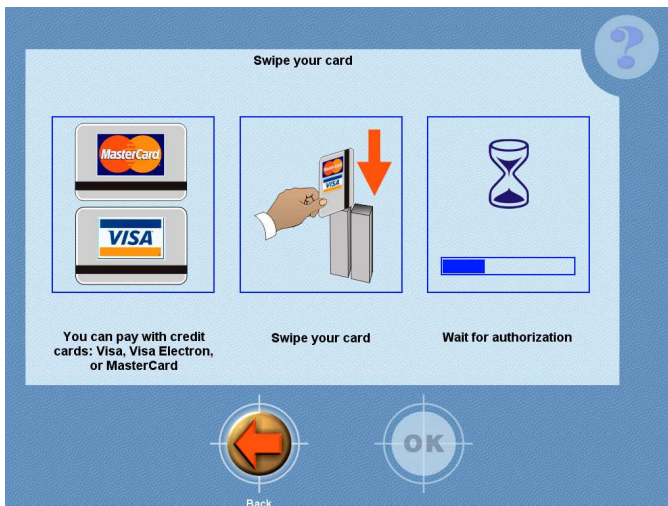 Swipe your card
?
MasterCard
VISA
MasterCard
VISA
You can pay with credit
cards: Visa, Visa Electron,
or MasterCard
Swipe your card
Wait for authorization
OK
Back